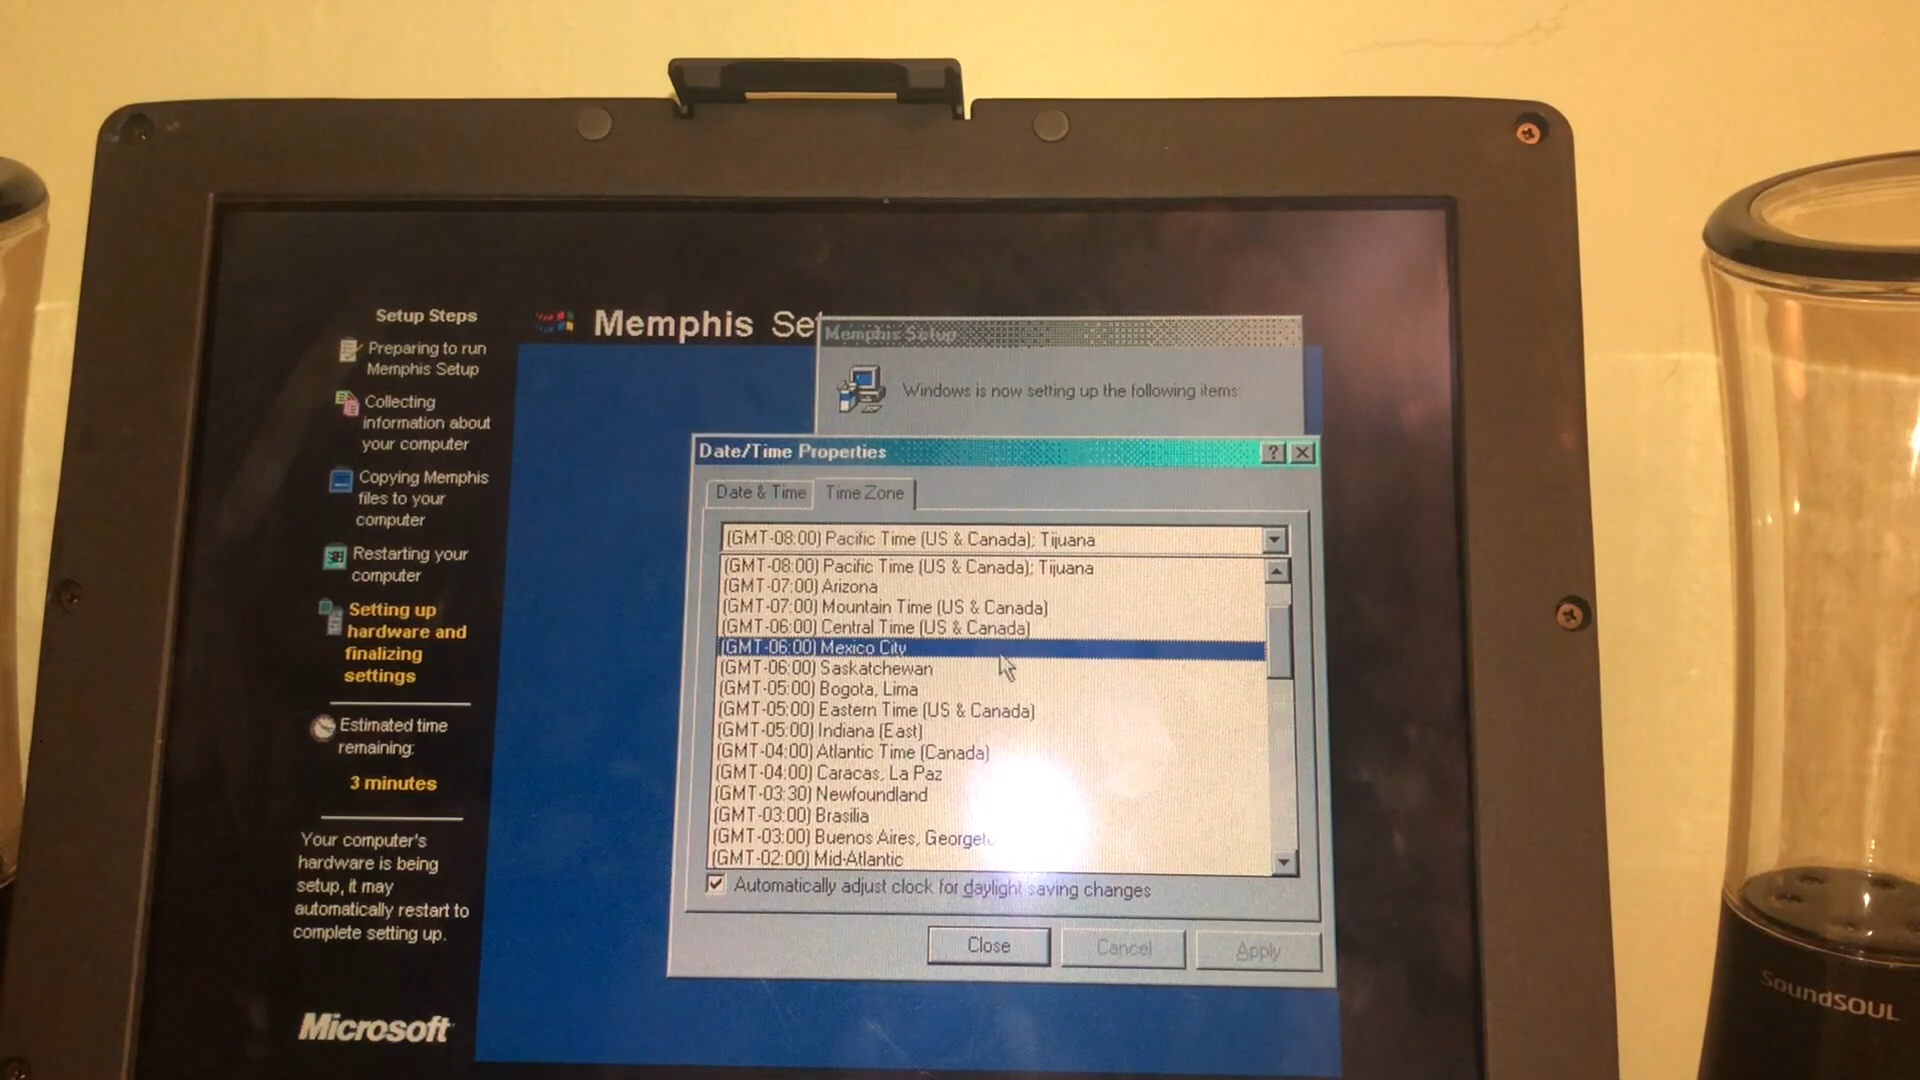 Setup Steps
Preparing to run
Memphis Setup
Collecting
information about
your computer
Copying Memphis
files to your
computer
Restarting your
computer
Setting up
hardware and
finalizing
settings
Estimated time
remaining:
3 minutes
Your computer's
hardware is being
setup, it may
automatically restart to
complete setting up.
Microsoft
Memphis Set
Memphis Setup
Windows is now setting up the following items:
Date/Time Properties
Date & Time
Time Zone
(GMT-08:00) Pacific Time (US & Canada); Tijuana
(GMT-08:00) Pacific Time (US & Canada); Tijuana
(GMT-07:00) Arizona
(GMT-07:00) Mountain Time (US & Canada)
(GMT-06:00) Central Time (US & Canada)
(GMT-06:00) Mexico City
(GMT-06:00) Saskatchewan
(GMT-05:00) Bogota, Lima
(GMT-05:00) Eastern Time (US & Canada)
(GMT-05:00) Indiana (East)
(GMT-04:00) Atlantic Time (Canada)
(GMT-04:00) Caracas, La Paz
(GMT-03:30) Newfoundland
(GMT-03:00) Brasilia
(GMT-03:00) Buenos Aires,
(GMT-02:00) Mid-Atlantic
Automatically adjust clock for daylight saving changes
Close
Cancel
Apply
SoundSOUL